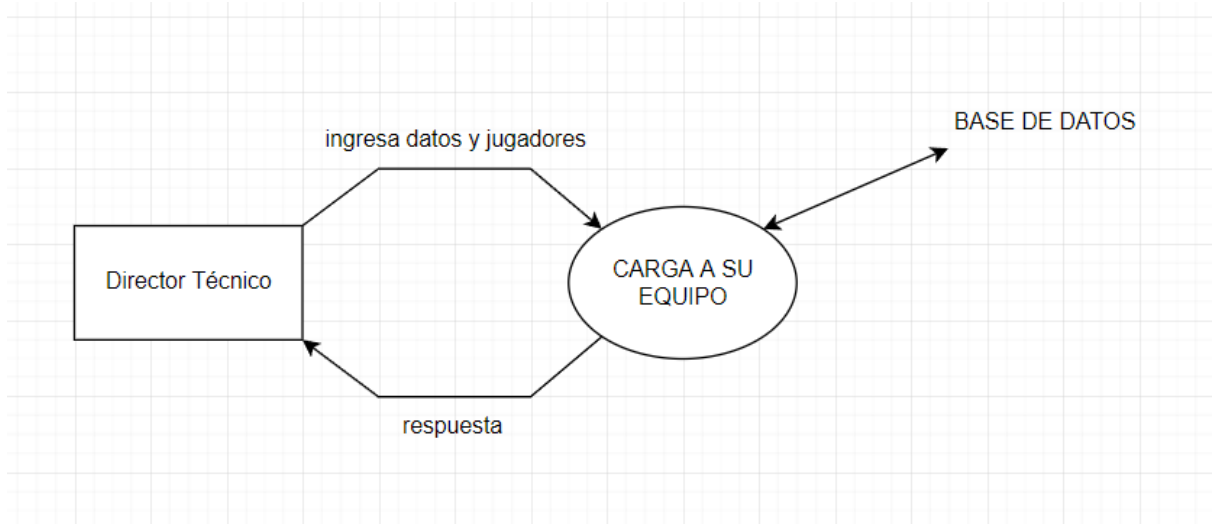 ingresa datos y jugadores
BASE DE DATOS
Director Técnico
CARGA A SU
EQUIPO
respuesta